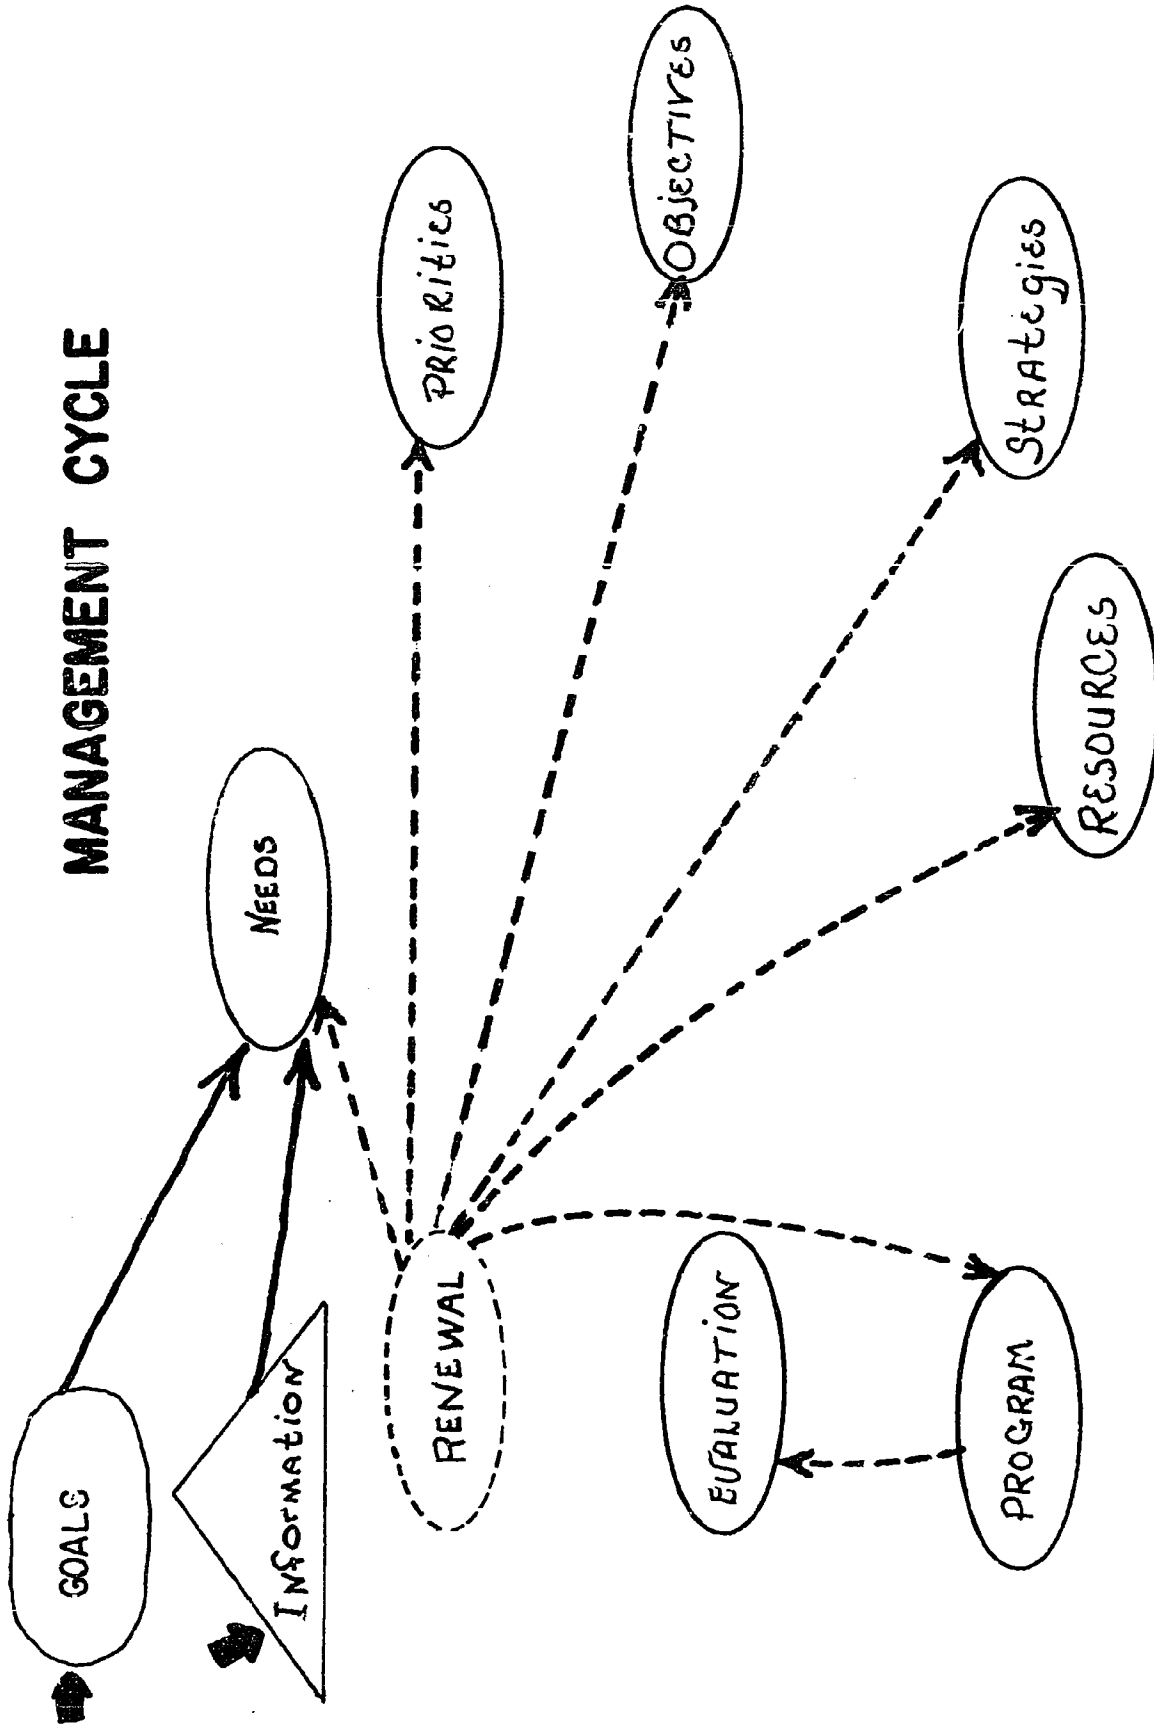 MANAGEMENT CYCLE
GOALS
INFORMATION
NEEDS
PRIORITIES
OBJECTIVES
STRATEGIES
RESOURCES
PROGRAM
EVALUATION
RENEWAL